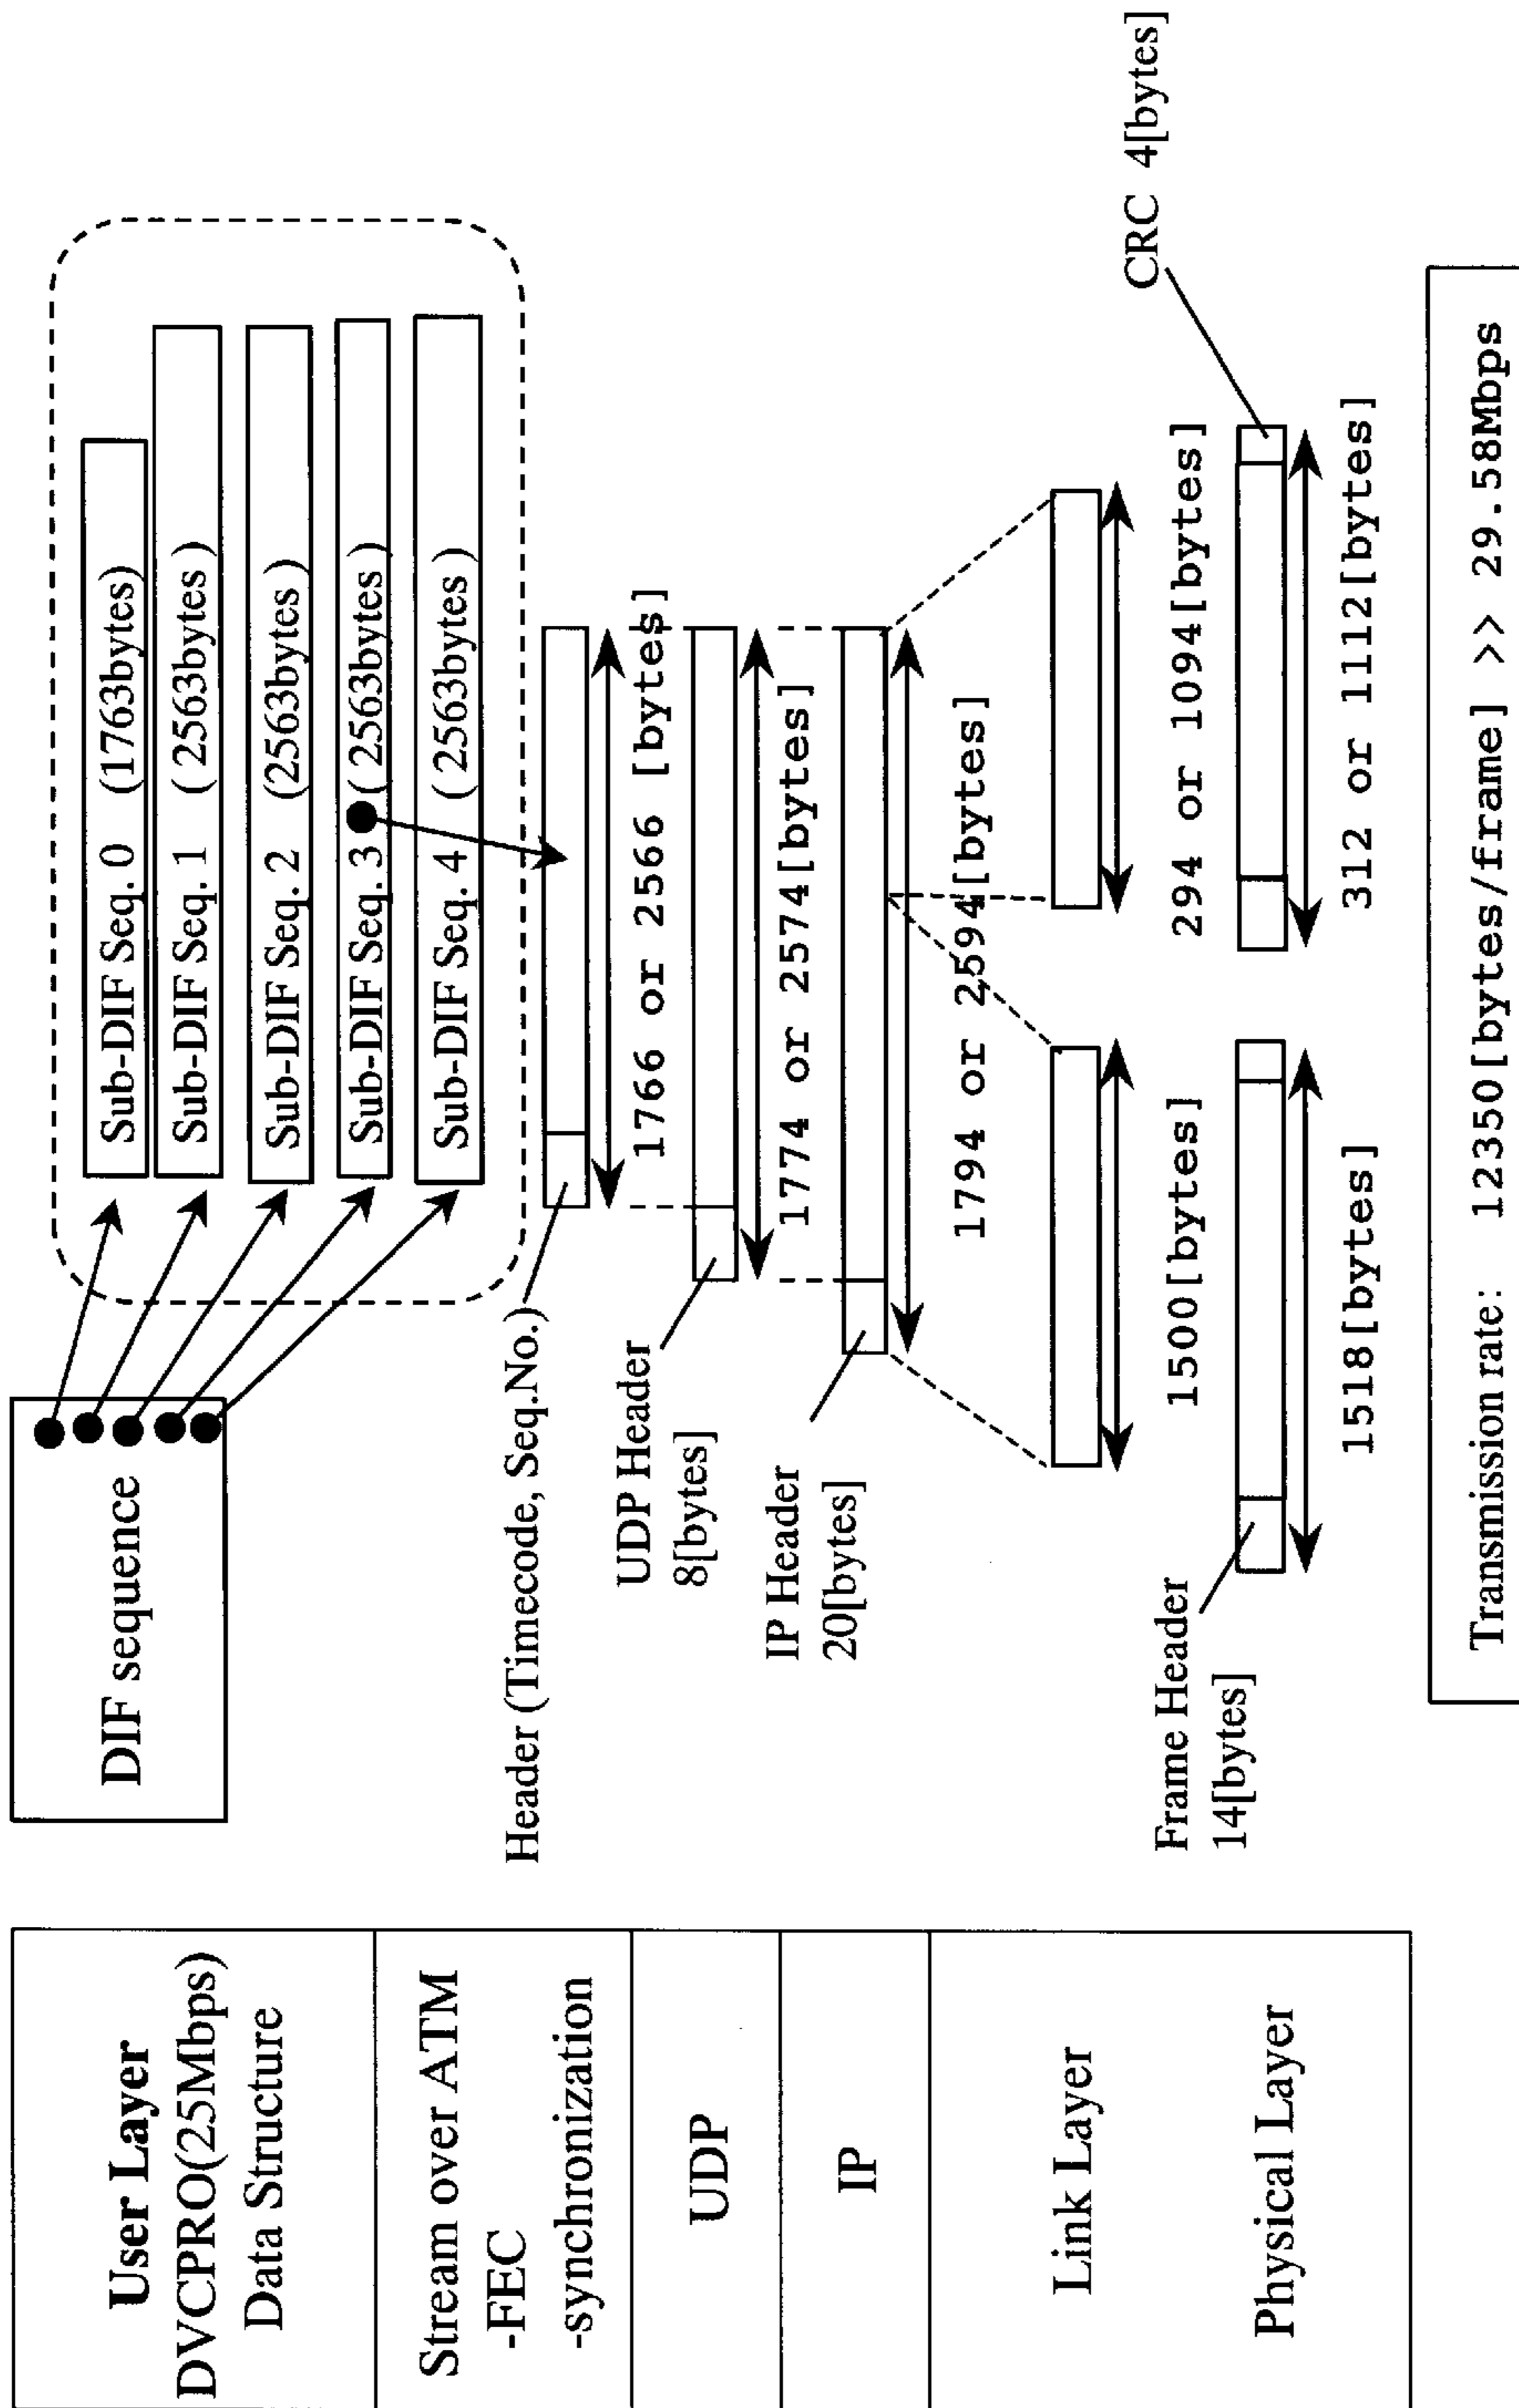 User Layer
DVCPRO(25Mbps)
Data Structure
Stream over ATM
-FEC
-synchronization
UDP
IP
Link Layer
Physical Layer
DIF sequence
Sub-DIF Seq. 0 (1763bytes)
Sub-DIF Seq. 1 (2563bytes)
Sub-DIF Seq. 2 (2563bytes)
Sub-DIF Seq. 3 (2563bytes)
Sub-DIF Seq. 4 (2563bytes)
Header (Timecode, Seq.No.)
1766 or 2566 [bytes]
UDP Header
8[bytes]
1774 or 2574[bytes]
IP Header
20[bytes]
1794 or 2594[bytes]
1500[bytes]
294 or 1094[bytes]
Frame Header
14[bytes]
CRC 4[bytes]
1518[bytes]
312 or 1112[bytes]
Transmission rate: 12350[bytes/frame] >> 29.58Mbps